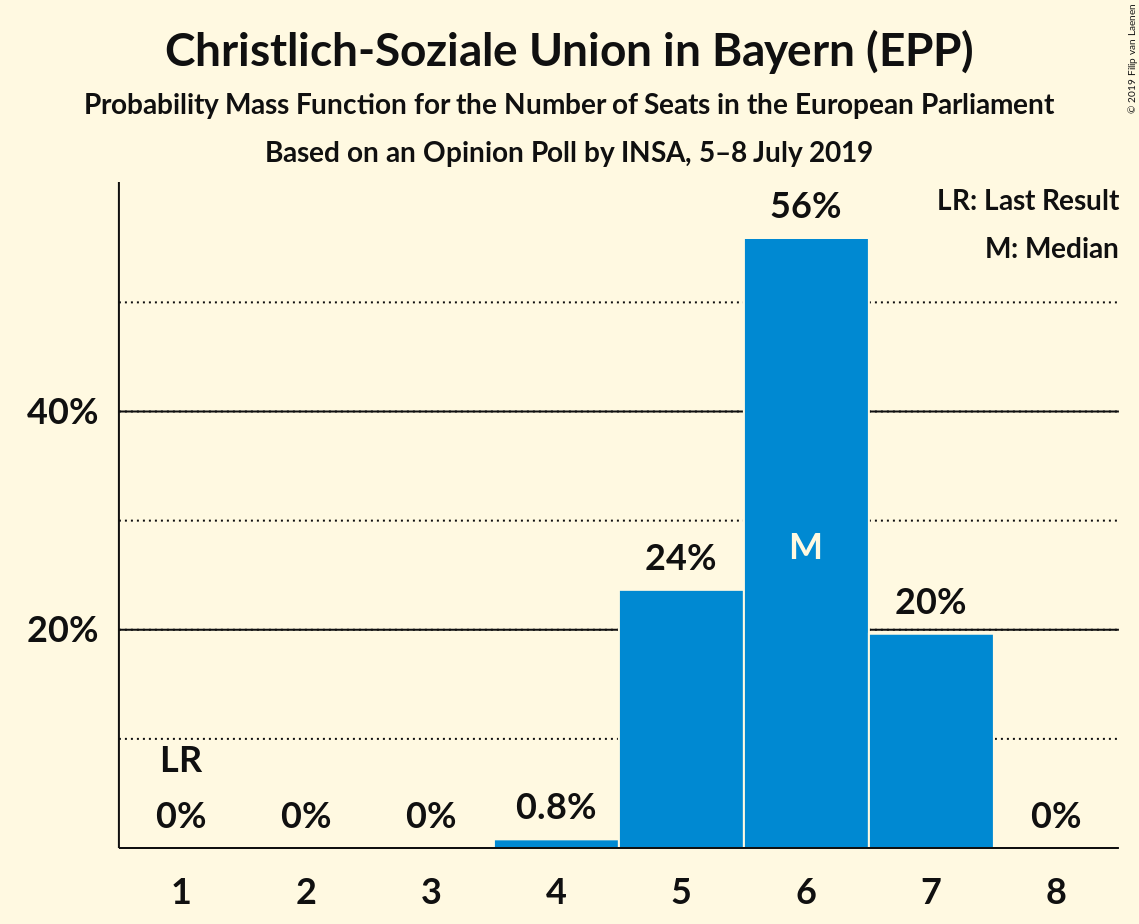 Christlich-Soziale Union in Bayern (EPP)
Probability Mass Function for the Number of Seats in the European Parliament
Based on an Opinion Poll by INSA, 5–8 July 2019
© 2019 Filip van Laenen
LR: Last Result
M: Median
56%
40%
24%
M
20%
20%
LR
0%
0%
0%
0.8%
0%
1 2 3 4 5 6 7 8